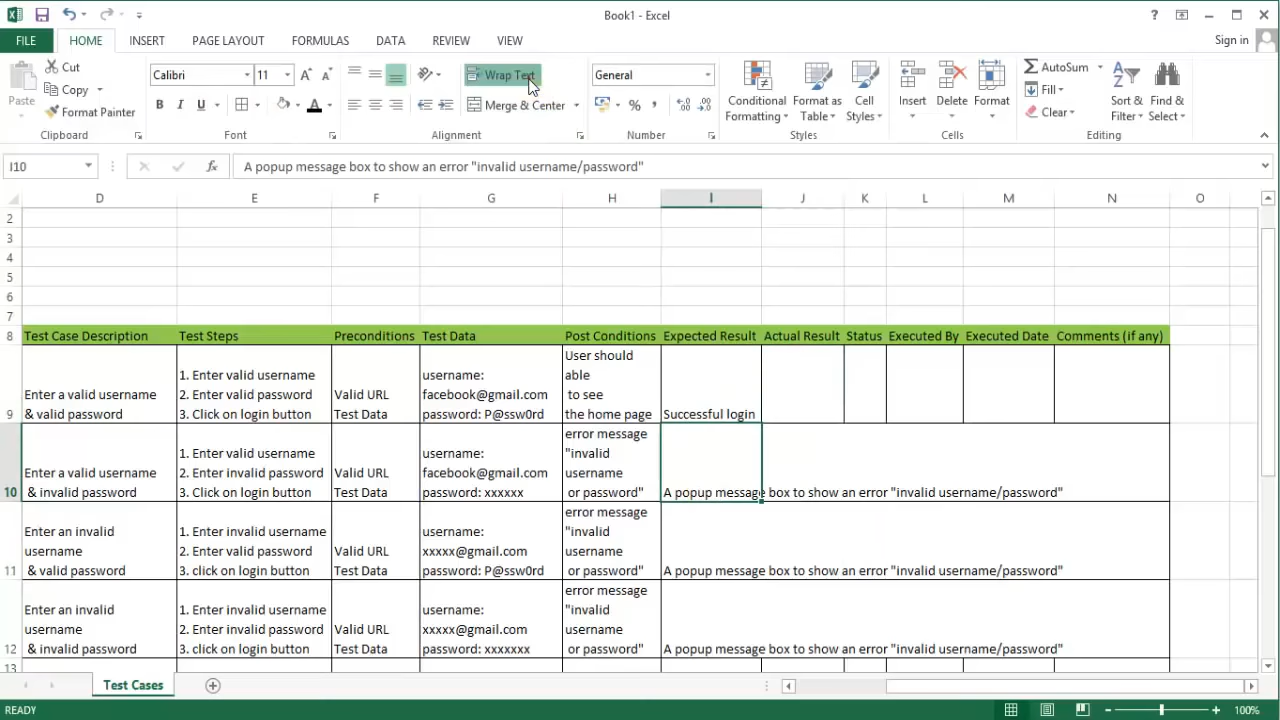 Book1 - Excel
?
FILE HOME INSERT PAGE LAYOUT FORMULAS DATA REVIEW VIEW Sign in
Paste
Cut
Copy
Format Painter
Clipboard
Calibri 11
B I U
Font
Wrap Text
Merge & Center
Alignment
General
% ,
Number
Conditional Formatting
Format as Table
Cell Styles
Styles
Insert Delete Format
Cells
AutoSum
Fill
Clear
Sort & Filter
Find & Select
Editing
I10 fx A popup message box to show an error "invalid username/password"
D E F G H I J K L M N O
2
3
4
5
6
7
8 Test Case Description Test Steps Preconditions Test Data Post Conditions Expected Result Actual Result Status Executed By Executed Date Comments (if any)
9
Enter a valid username
& valid password
1. Enter valid username
2. Enter valid password
3. Click on login button
Valid URL
Test Data
username:
facebook@gmail.com
password: P@ssw0rd
User should
able
to see
the home page
Successful login
10
Enter a valid username
& invalid password
1. Enter valid username
2. Enter invalid password
3. Click on login button
Valid URL
Test Data
username:
facebook@gmail.com
password: xxxxxx
error message
"invalid
username
or password"
A popup message box to show an error "invalid username/password"
11
Enter an invalid
username
& valid password
1. Enter invalid username
2. Enter valid password
3. click on login button
Valid URL
Test Data
username:
xxxxx@gmail.com
password: P@ssw0rd
error message
"invalid
username
or password"
A popup message box to show an error "invalid username/password"
12
Enter an invalid
username
& invalid password
1. Enter invalid username
2. Enter invalid password
3. click on login button
Valid URL
Test Data
username:
xxxxx@gmail.com
password: xxxxxxx
error message
"invalid
username
or password"
A popup message box to show an error "invalid username/password"
13
Test Cases
READY
100%